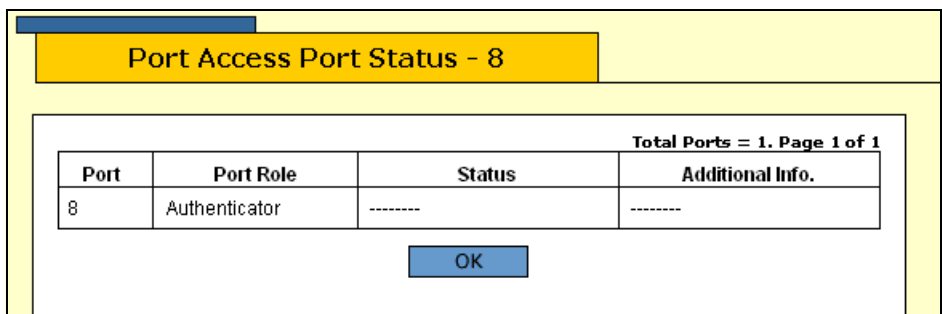 Port Access Port Status - 8
Total Ports = 1. Page 1 of 1
Port Port Role Status Additional Info.
8 Authenticator -------- --------
OK